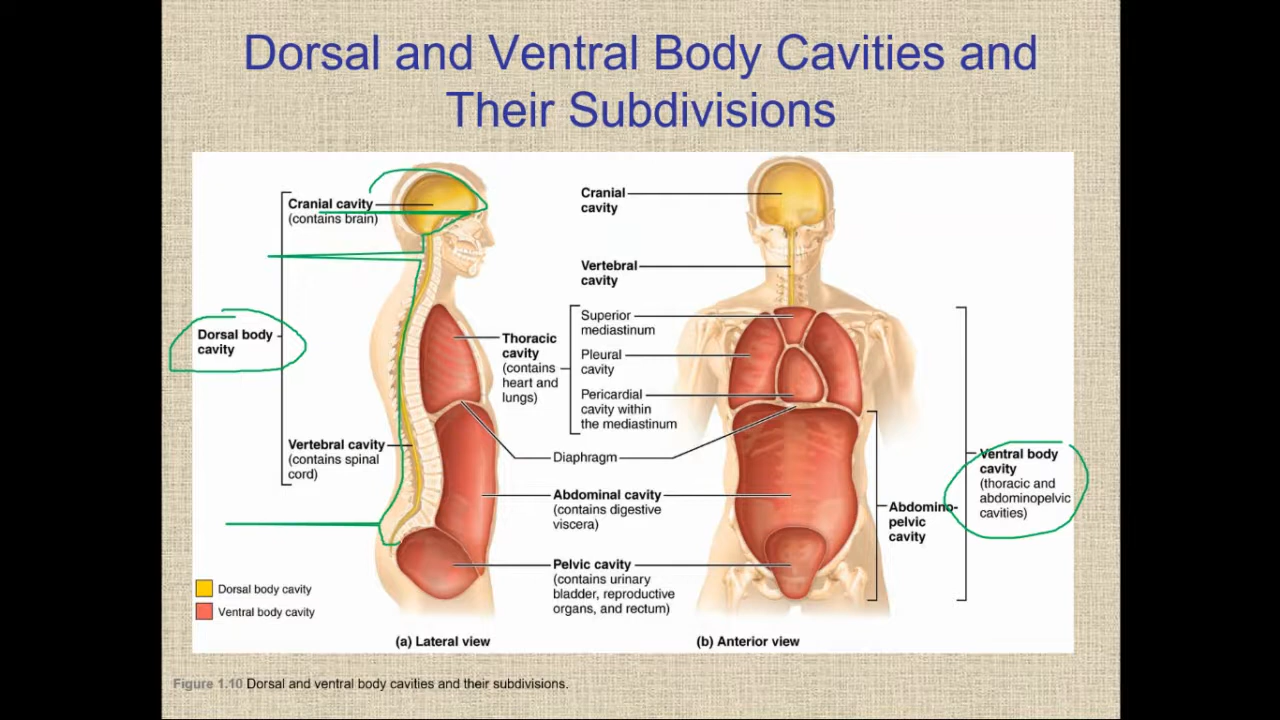 Dorsal and Ventral Body Cavities and
Their Subdivisions
Cranial cavity
(contains brain)
Dorsal body
cavity
Vertebral cavity
(contains spinal
cord)
Dorsal body cavity
Ventral body cavity
Thoracic
cavity
(contains
heart and
lungs)
Cranial
cavity
Vertebral
cavity
Superior
mediastinum
Pleural
cavity
Pericardial
cavity within
the mediastinum
Diaphragm
Abdominal cavity
(contains digestive
viscera)
Pelvic cavity
(contains urinary
bladder, reproductive
organs, and rectum)
Abdomino-
pelvic
cavity
Ventral body
cavity
(thoracic and
abdominopelvic
cavities)
(a) Lateral view
(b) Anterior view
Figure 1.10 Dorsal and ventral body cavities and their subdivisions.